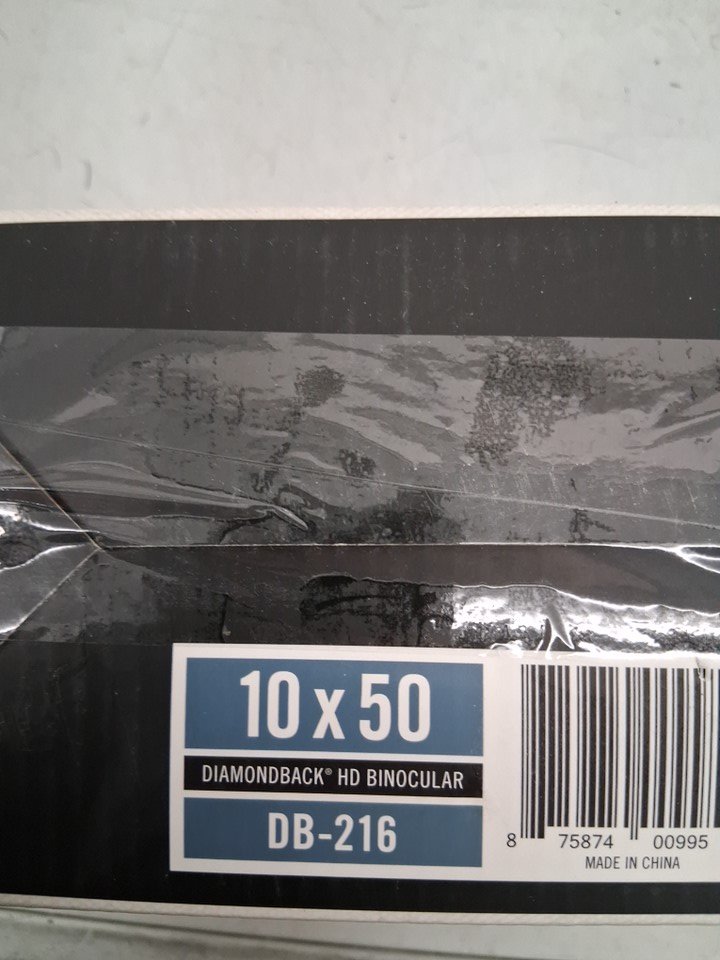 10 x 50
DIAMONDBACK® HD BINOCULAR
DB-216
8 75874 00995
MADE IN CHINA